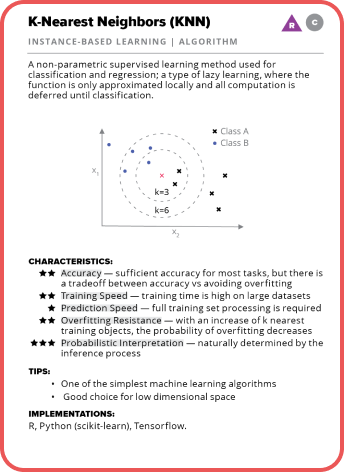 K-Nearest Neighbors (KNN)
R
C
INSTANCE-BASED LEARNING | ALGORITHM
A non-parametric supervised learning method used for
classification and regression; a type of lazy learning, where the
function is only approximated locally and all computation is
deferred until classification.
× Class A
• Class B
X₁
k=3
k=6
X₂
CHARACTERISTICS:
★★ Accuracy — sufficient accuracy for most tasks, but there is
a tradeoff between accuracy vs avoiding overfitting
★★ Training Speed — training time is high on large datasets
★ Prediction Speed — full training set processing is required
★★ Overfitting Resistance — with an increase of k nearest
training objects, the probability of overfitting decreases
★★★ Probabilistic Interpretation — naturally determined by the
inference process
TIPS:
• One of the simplest machine learning algorithms
• Good choice for low dimensional space
IMPLEMENTATIONS:
R, Python (scikit-learn), Tensorflow.